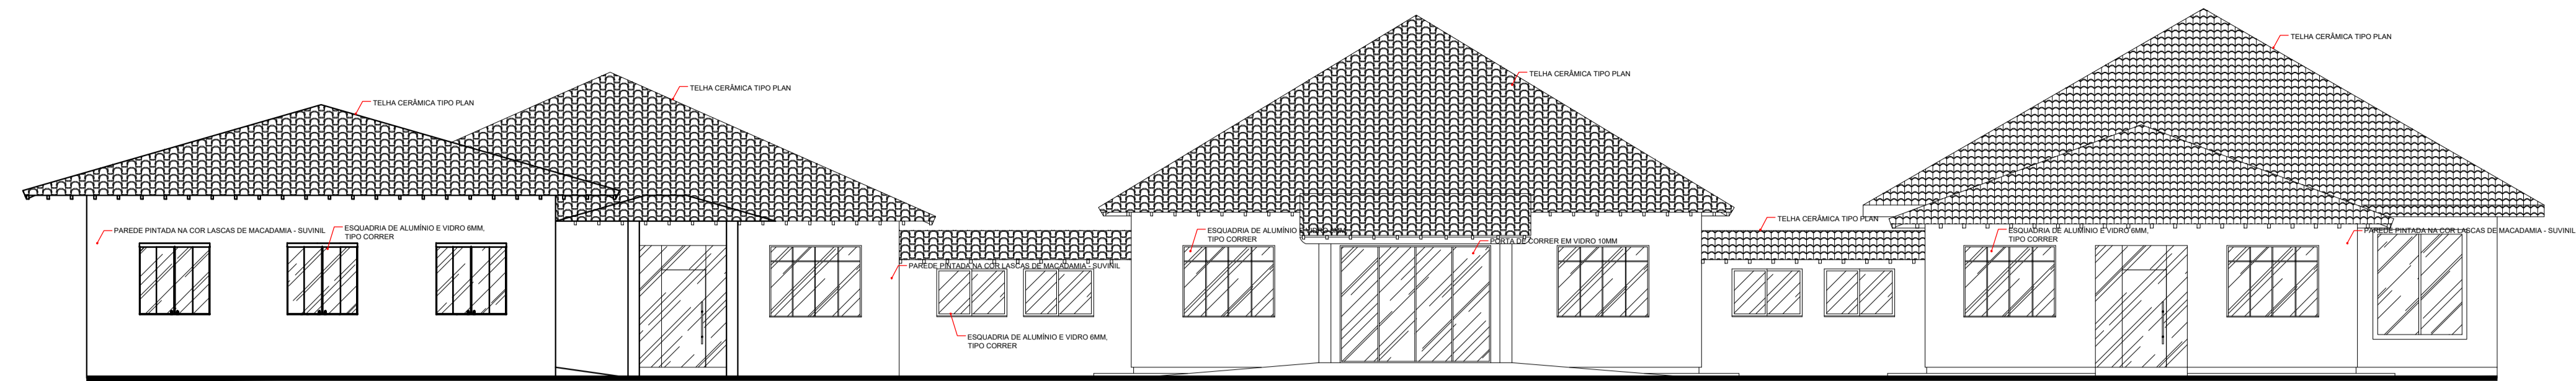 TELHA CERÂMICA TIPO PLAN
TELHA CERÂMICA TIPO PLAN
PAREDE PINTADA NA COR LASCAS DE MACADAMIA - SUVINIL
ESQUADRIA DE ALUMÍNIO E VIDRO 6MM,
TIPO CORRER
PAREDE PINTADA NA COR LASCAS DE MACADAMIA - SUVINIL
ESQUADRIA DE ALUMÍNIO E VIDRO 6MM,
TIPO CORRER
TELHA CERÂMICA TIPO PLAN
ESQUADRIA DE ALUMÍNIO E VIDRO 6MM,
TIPO CORRER
PORTA DE CORRER EM VIDRO 10MM
TELHA CERÂMICA TIPO PLAN
TELHA CERÂMICA TIPO PLAN
ESQUADRIA DE ALUMÍNIO E VIDRO 6MM,
TIPO CORRER
PAREDE PINTADA NA COR LASCAS DE MACADAMIA - SUVINIL